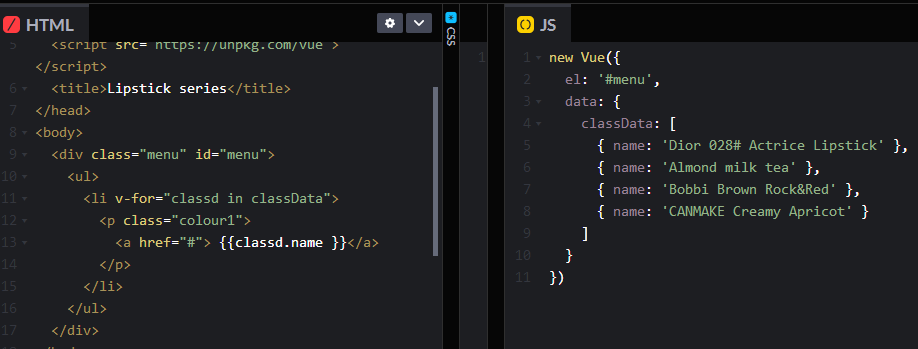 HTML
5 <script src="https://unpkg.com/vue">
</script>
6 <title>Lipstick series</title>
7 </head>
8 <body>
9 <div class="menu" id="menu">
10 <ul>
11 <li v-for="classd in classData">
12 <p class="colour1">
13 <a href="#"> {{classd.name }}</a>
14 </p>
15 </li>
16 </ul>
17 </div>
CSS
1
JS
1 new Vue({
2 el: '#menu',
3 data: {
4 classData: [
5 { name: 'Dior 028# Actrice Lipstick' },
6 { name: 'Almond milk tea' },
7 { name: 'Bobbi Brown Rock&Red' },
8 { name: 'CANMAKE Creamy Apricot' }
9 ]
10 }
11 })